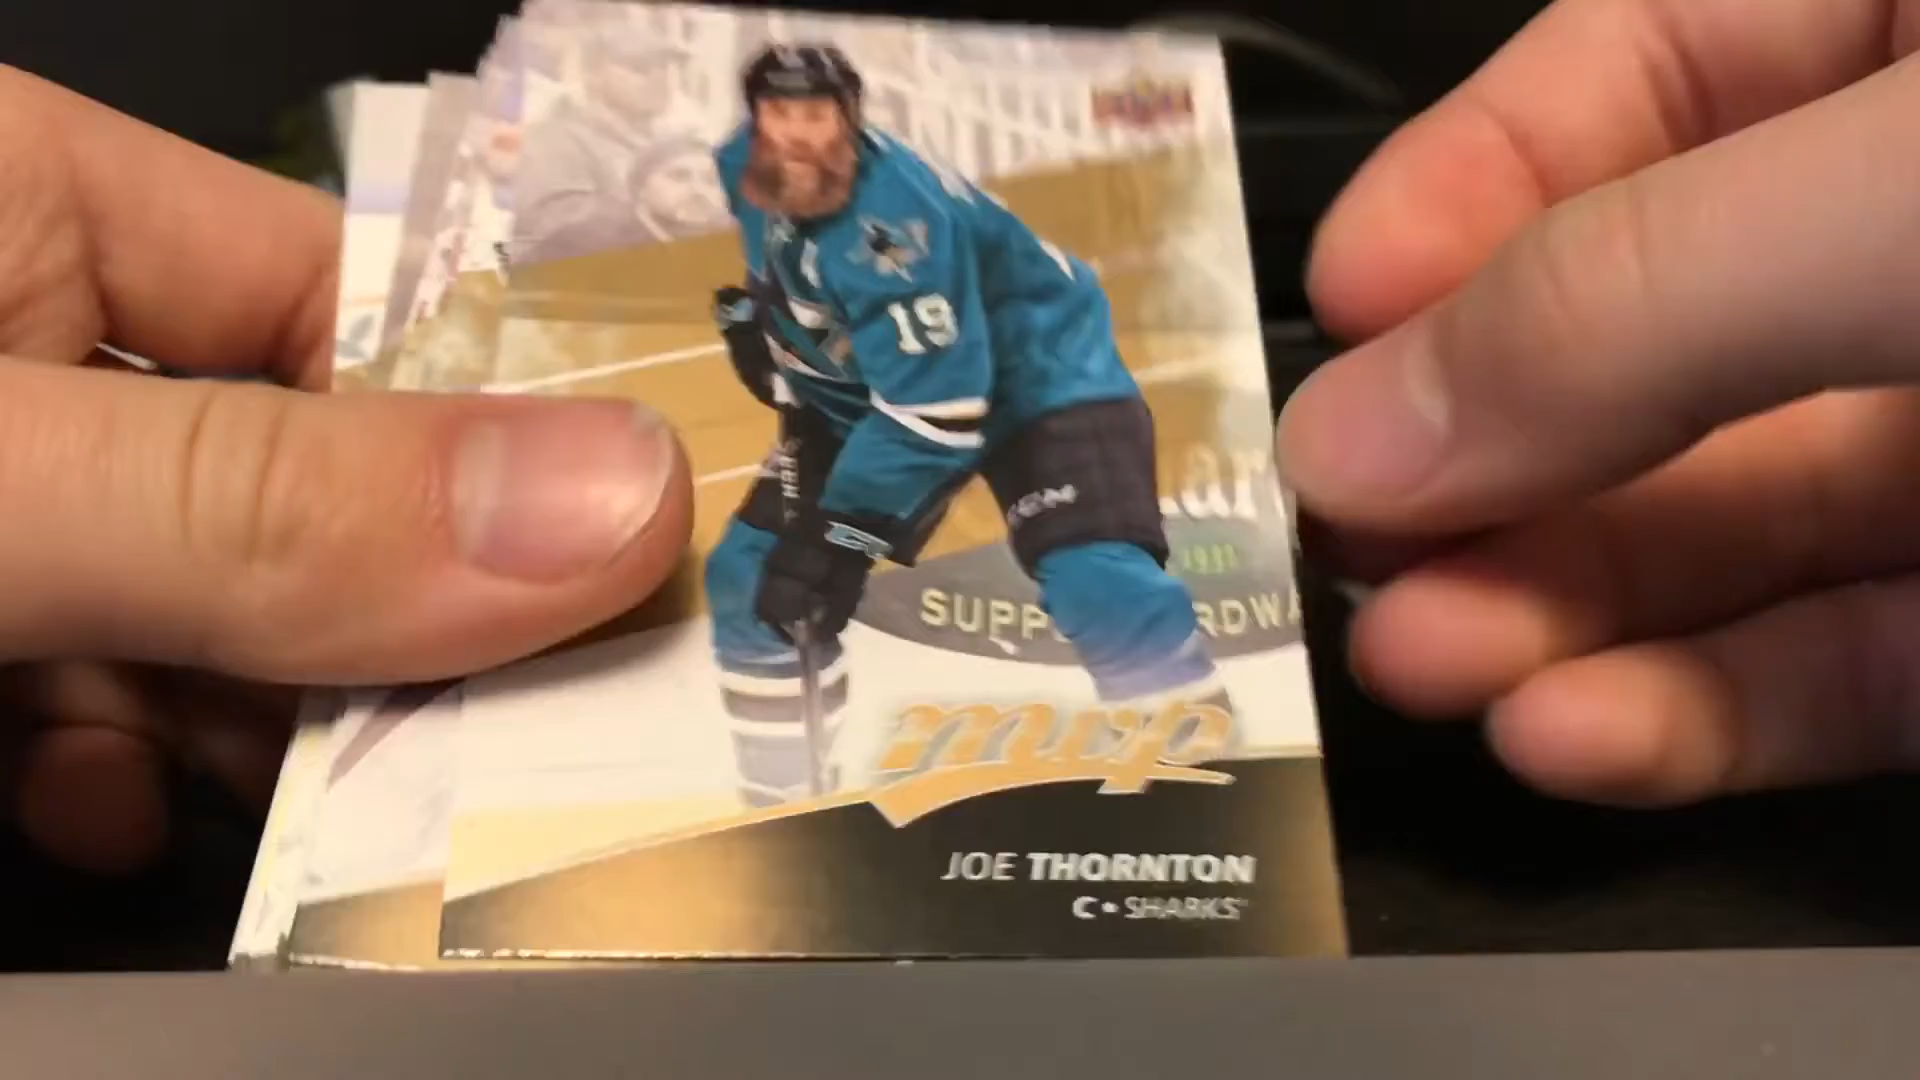 19
SUPP RDWA
mvp
JOE THORNTON
C • SHARKS